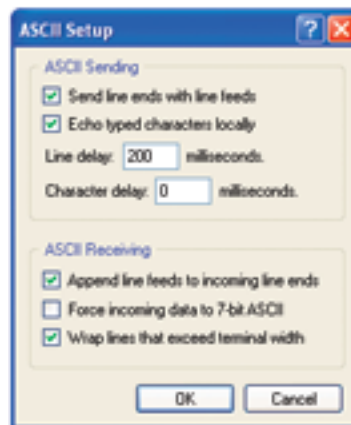 ASCII Setup
ASCII Sending
Send line ends with line feeds
Echo typed characters locally
Line delay: 200 milliseconds.
Character delay: 0 milliseconds.
ASCII Receiving
Append line feeds to incoming line ends
Force incoming data to 7-bit ASCII
Wrap lines that exceed terminal width
OK Cancel